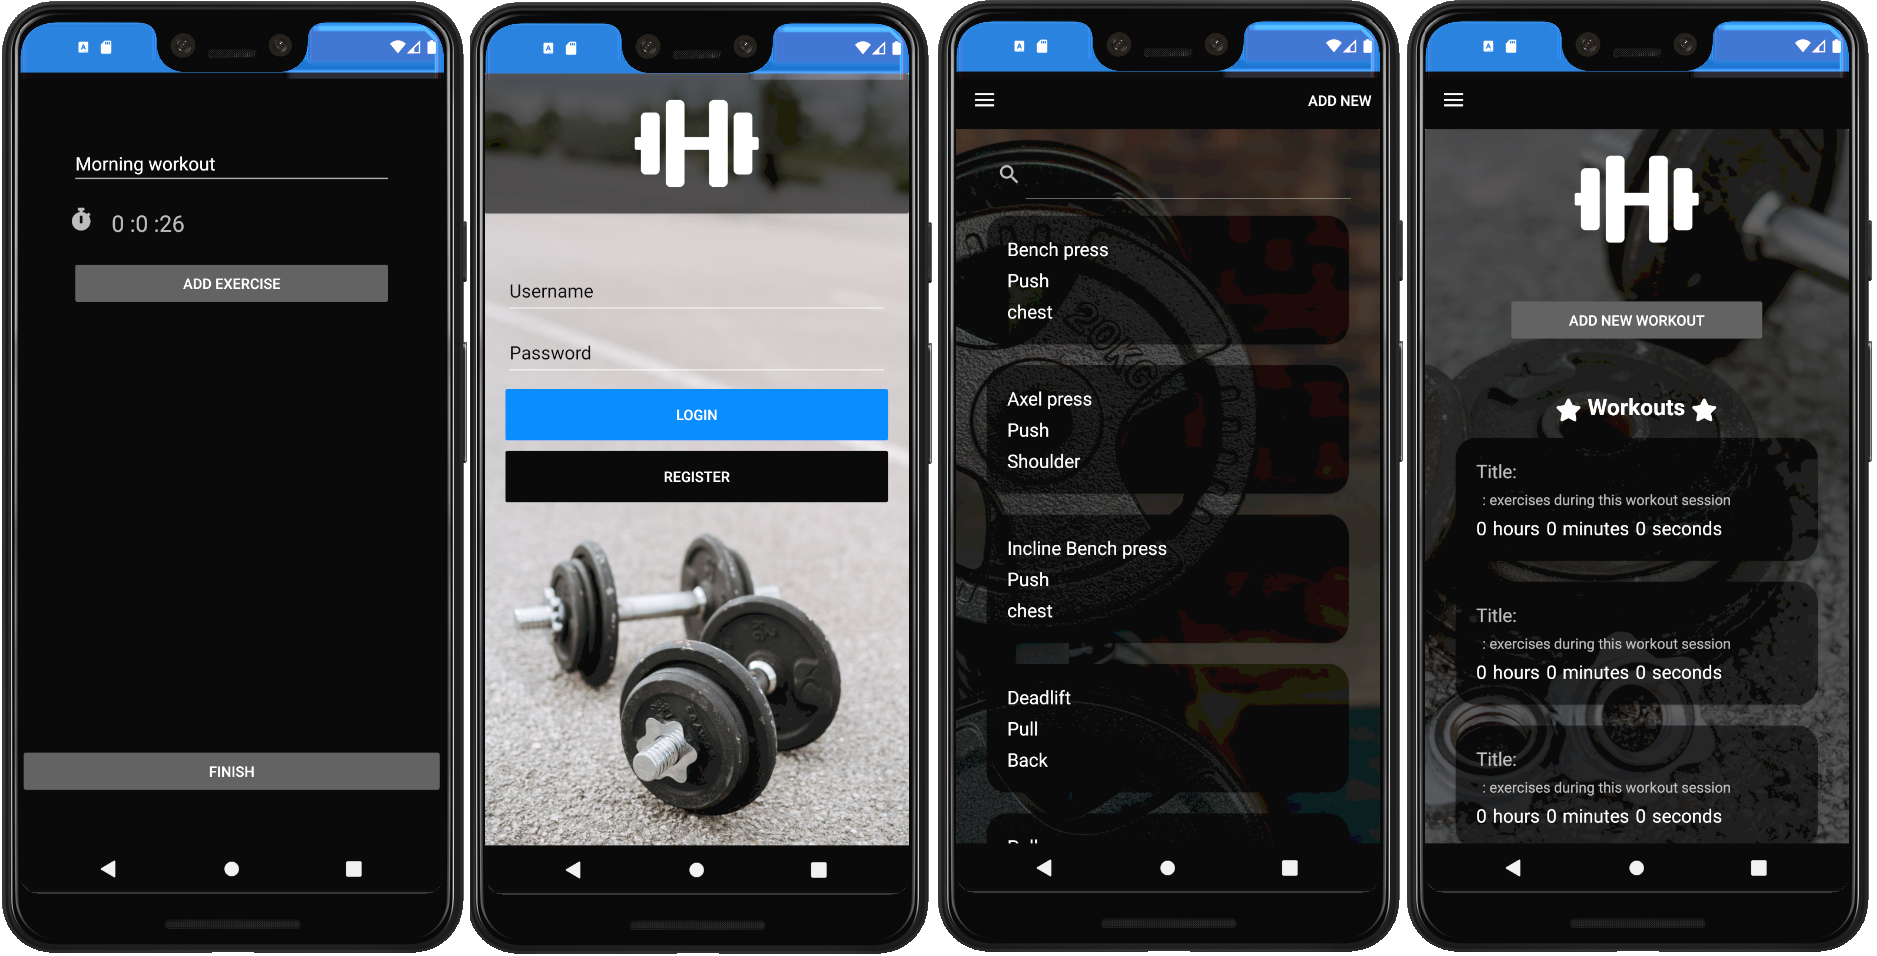 Morning workout
0 :0 :26
ADD EXERCISE
FINISH
Username
Password
LOGIN
REGISTER
ADD NEW
20KG
Bench press
Push
chest
Axel press
Push
Shoulder
Incline Bench press
Push
chest
Deadlift
Pull
Back
H
ADD NEW WORKOUT
Workouts
Title:
: exercises during this workout session
0 hours 0 minutes 0 seconds
Title:
: exercises during this workout session
0 hours 0 minutes 0 seconds
Title:
: exercises during this workout session
0 hours 0 minutes 0 seconds